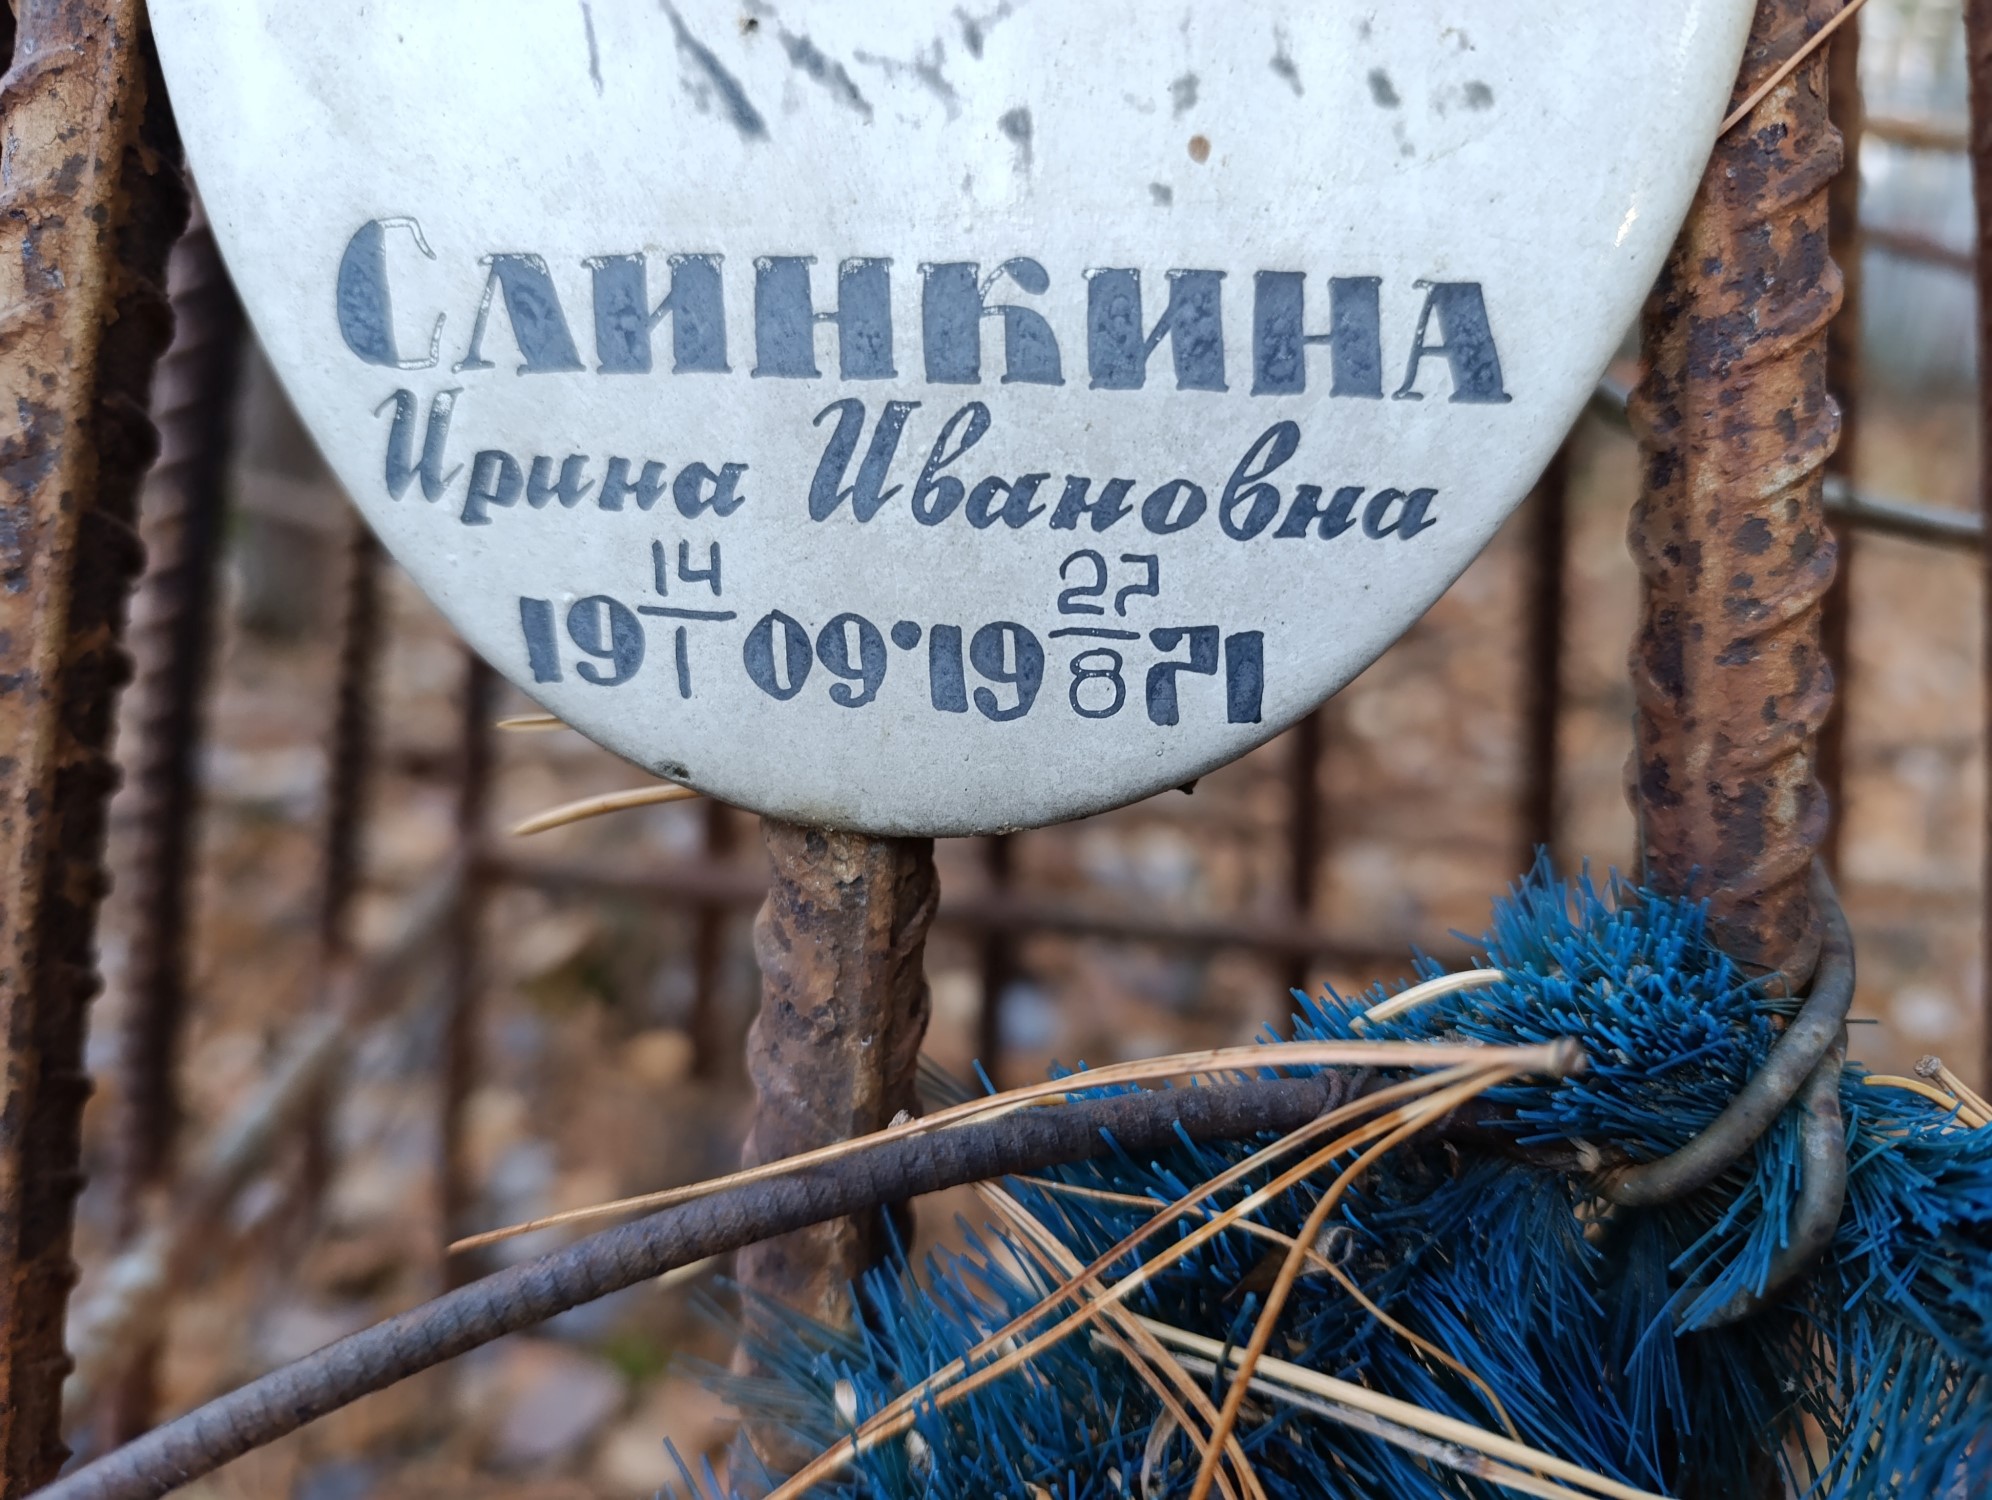 Слинкина
Ирина Ивановна
19 14/1 09·19 27/8 71